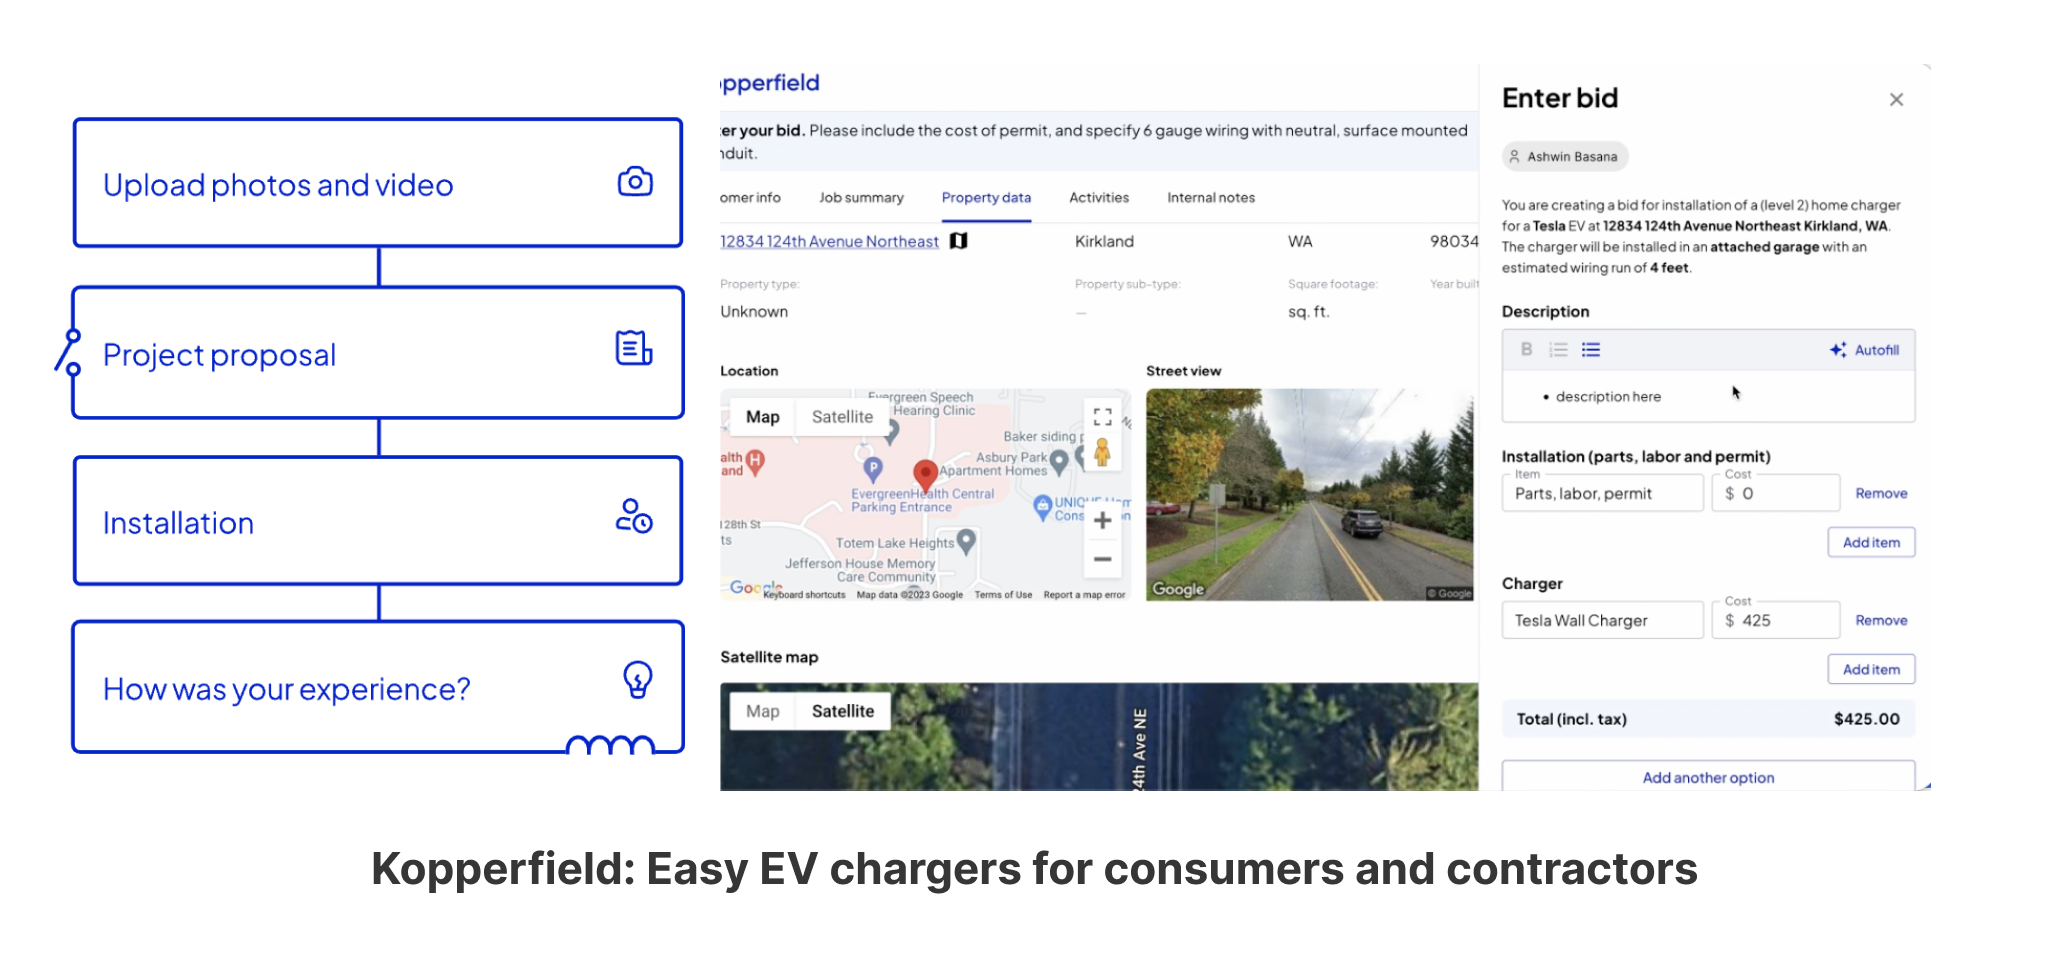 Upload photos and video
Project proposal
Installation
How was your experience?
pperfield
er your bid. Please include the cost of permit, and specify 6 gauge wiring with neutral, surface mounted
nduit.
omer info Job summary Property data Activities Internal notes
12834 124th Avenue Northeast Kirkland WA 98034
Property type: Property sub-type: Square footage: Year built
Unknown — sq. ft.
Location Street view
Map Satellite
Evergreen Speech
Hearing Clinic
Baker siding p
Asbury Park
Apartment Homes
alth
and
H
P
EvergreenHealth Central
Parking Entrance
UNIQUE Hom
Cons
128th St
ts
Totem Lake Heights
Jefferson House Memory
Care Community
Google
Keyboard shortcuts Map data ©2023 Google Terms of Use Report a map error
Google
© Google
Satellite map
Map Satellite
24th Ave NE
Enter bid
Ashwin Basana
You are creating a bid for installation of a (level 2) home charger
for a Tesla EV at 12834 124th Avenue Northeast Kirkland, WA.
The charger will be installed in an attached garage with an
estimated wiring run of 4 feet.
Description
B Autofill
• description here
Installation (parts, labor and permit)
Item Cost
Parts, labor, permit $ 0 Remove
Add item
Charger
Cost
Tesla Wall Charger $ 425 Remove
Add item
Total (incl. tax) $425.00
Add another option
Kopperfield: Easy EV chargers for consumers and contractors